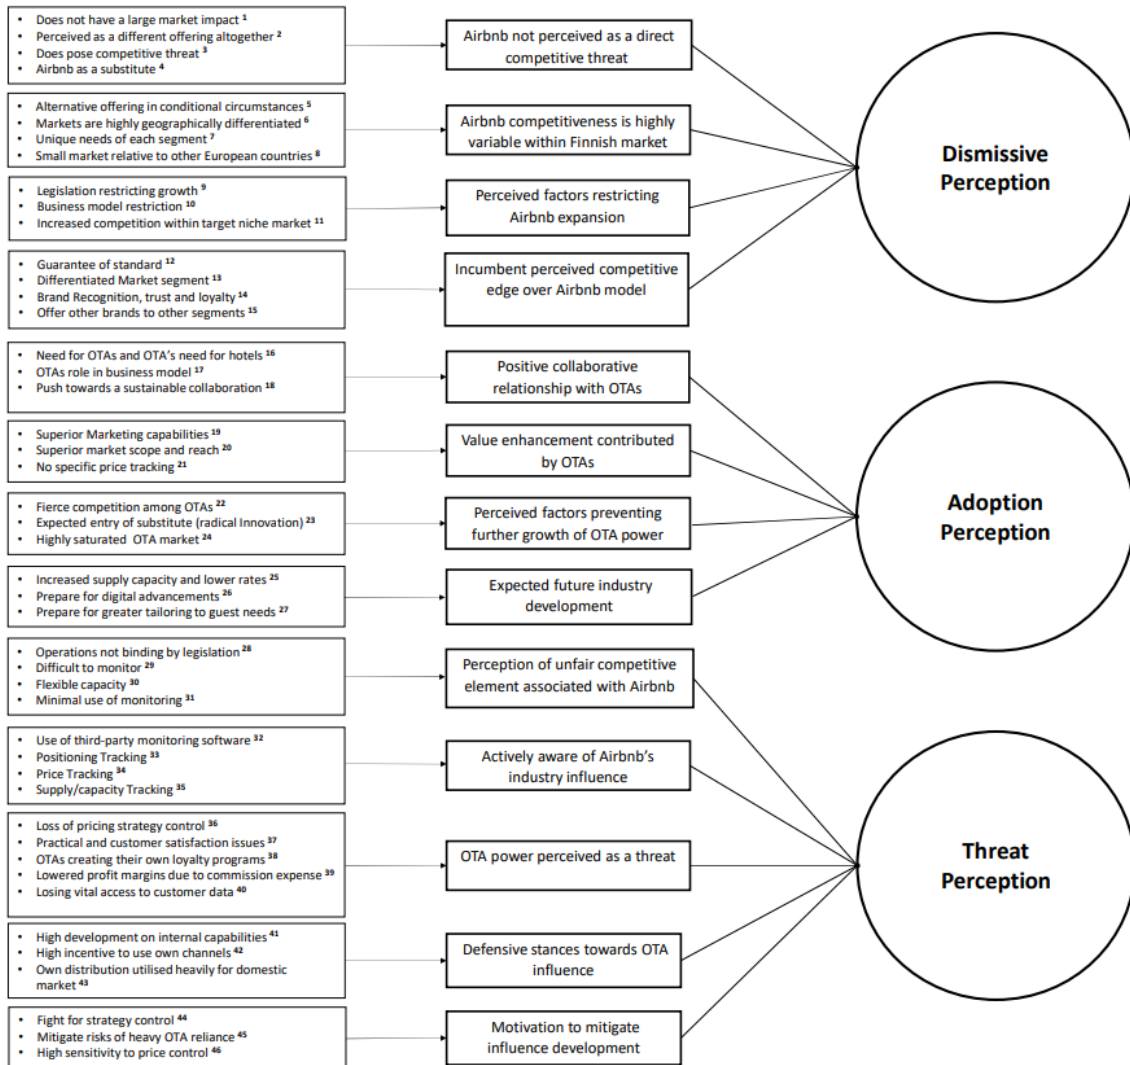 • Does not have a large market impact 1
• Perceived as a different offering altogether 2
• Does pose competitive threat 3
• Airbnb as a substitute 4
Airbnb not perceived as a direct
competitive threat
• Alternative offering in conditional circumstances 5
• Markets are highly geographically differentiated 6
• Unique needs of each segment 7
• Small market relative to other European countries 8
Airbnb competitiveness is highly
variable within Finnish market
• Legislation restricting growth 9
• Business model restriction 10
• Increased competition within target niche market 11
Perceived factors restricting
Airbnb expansion
• Guarantee of standard 12
• Differentiated Market segment 13
• Brand Recognition, trust and loyalty 14
• Offer other brands to other segments 15
Incumbent perceived competitive
edge over Airbnb model
Dismissive
Perception
• Need for OTAs and OTA's need for hotels 16
• OTAs role in business model 17
• Push towards a sustainable collaboration 18
Positive collaborative
relationship with OTAs
• Superior Marketing capabilities 19
• Superior market scope and reach 20
• No specific price tracking 21
Value enhancement contributed
by OTAs
• Fierce competition among OTAs 22
• Expected entry of substitute (radical Innovation) 23
• Highly saturated OTA market 24
Perceived factors preventing
further growth of OTA power
• Increased supply capacity and lower rates 25
• Prepare for digital advancements 26
• Prepare for greater tailoring to guest needs 27
Expected future industry
development
Adoption
Perception
• Operations not binding by legislation 28
• Difficult to monitor 29
• Flexible capacity 30
• Minimal use of monitoring 31
Perception of unfair competitive
element associated with Airbnb
• Use of third-party monitoring software 32
• Positioning Tracking 33
• Price Tracking 34
• Supply/capacity Tracking 35
Actively aware of Airbnb's
industry influence
• Loss of pricing strategy control 36
• Practical and customer satisfaction issues 37
• OTAs creating their own loyalty programs 38
• Lowered profit margins due to commission expense 39
• Losing vital access to customer data 40
OTA power perceived as a threat
• High development on internal capabilities 41
• High incentive to use own channels 42
• Own distribution utilised heavily for domestic
market 43
Defensive stances towards OTA
influence
• Fight for strategy control 44
• Mitigate risks of heavy OTA reliance 45
• High sensitivity to price control 46
Motivation to mitigate
influence development
Threat
Perception